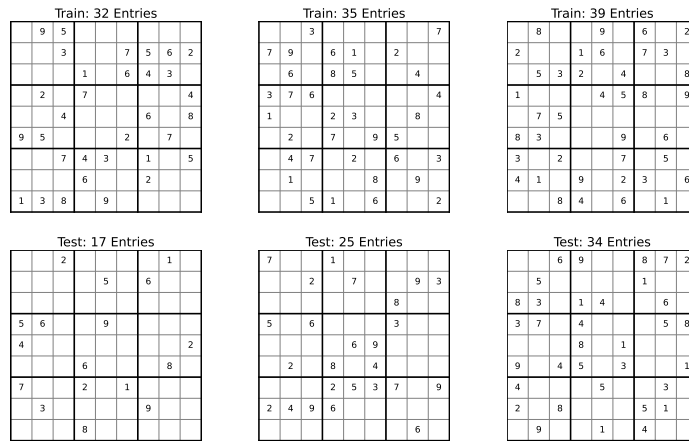 Train: 32 Entries
9 5
3 7 5 6 2
1 6 4 3
2 7 4
4 6 8
9 5 2 7
7 4 3 1 5
6 2
1 3 8 9
Train: 35 Entries
3 7
7 9 6 1 2
6 8 5 4
3 7 6 4
1 2 3 8
2 7 9 5
4 7 2 6 3
1 8 9
5 1 6 2
Train: 39 Entries
8 9 6 2
2 1 6 7 3
5 3 2 4 8
1 4 5 8 9
7 5
8 3 9 6
3 2 7 5
4 1 9 2 3 6
8 4 6 1
Test: 17 Entries
2 1
5 6
5 6 9
4 2
6 8
7 2 1
3 9
8
Test: 25 Entries
7 1
2 7 9 3
8
5 6 3
6 9
2 8 4
2 5 3 7 9
2 4 9 6
6
Test: 34 Entries
6 9 8 7 2
5 1
8 3 1 4 6
3 7 4 5 8
8 1
9 4 5 3 1
4 5 3
2 8 5 1
9 1 4